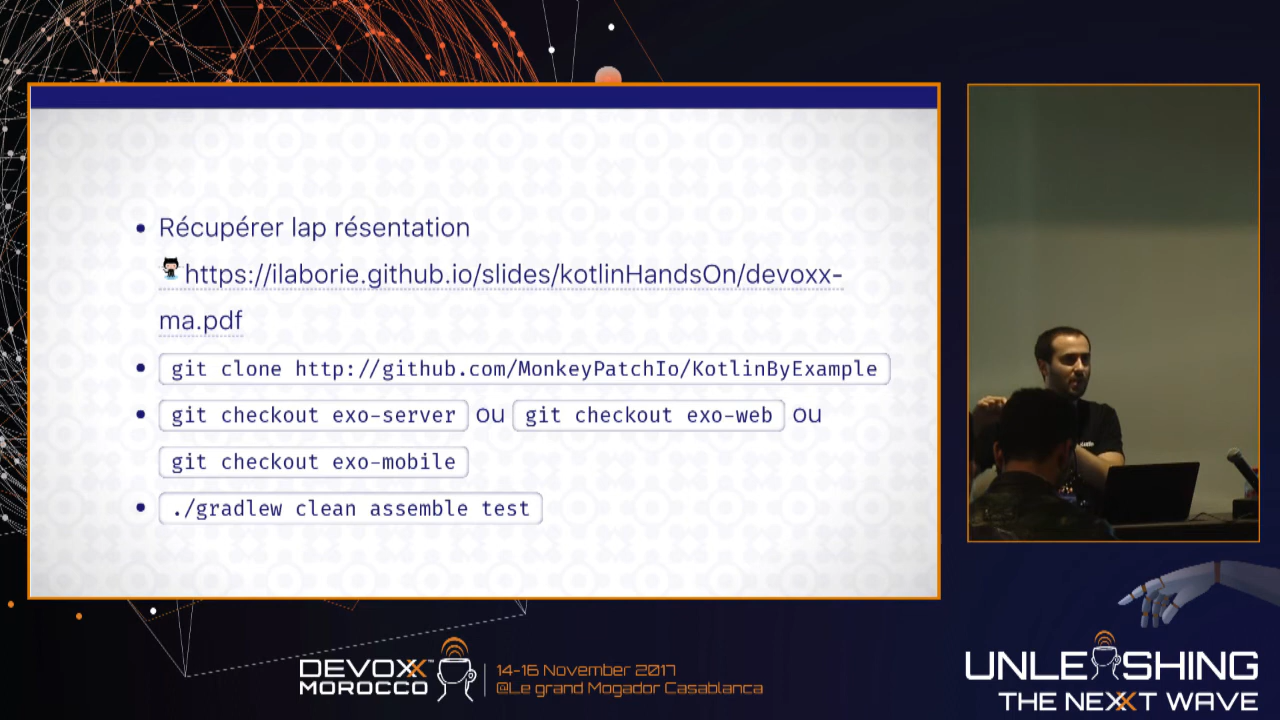 Récupérer lap résentation
https://ilaborie.github.io/slides/kotlinHandsOn/devoxx-
ma.pdf
git clone http://github.com/MonkeyPatchIo/KotlinByExample
git checkout exo-server ou git checkout exo-web ou
git checkout exo-mobile
./gradlew clean assemble test
DEVOXX™
MOROCCO
14-16 November 2017
@Le grand Mogador Casablanca
UNLEASHING
THE NEXXT WAVE